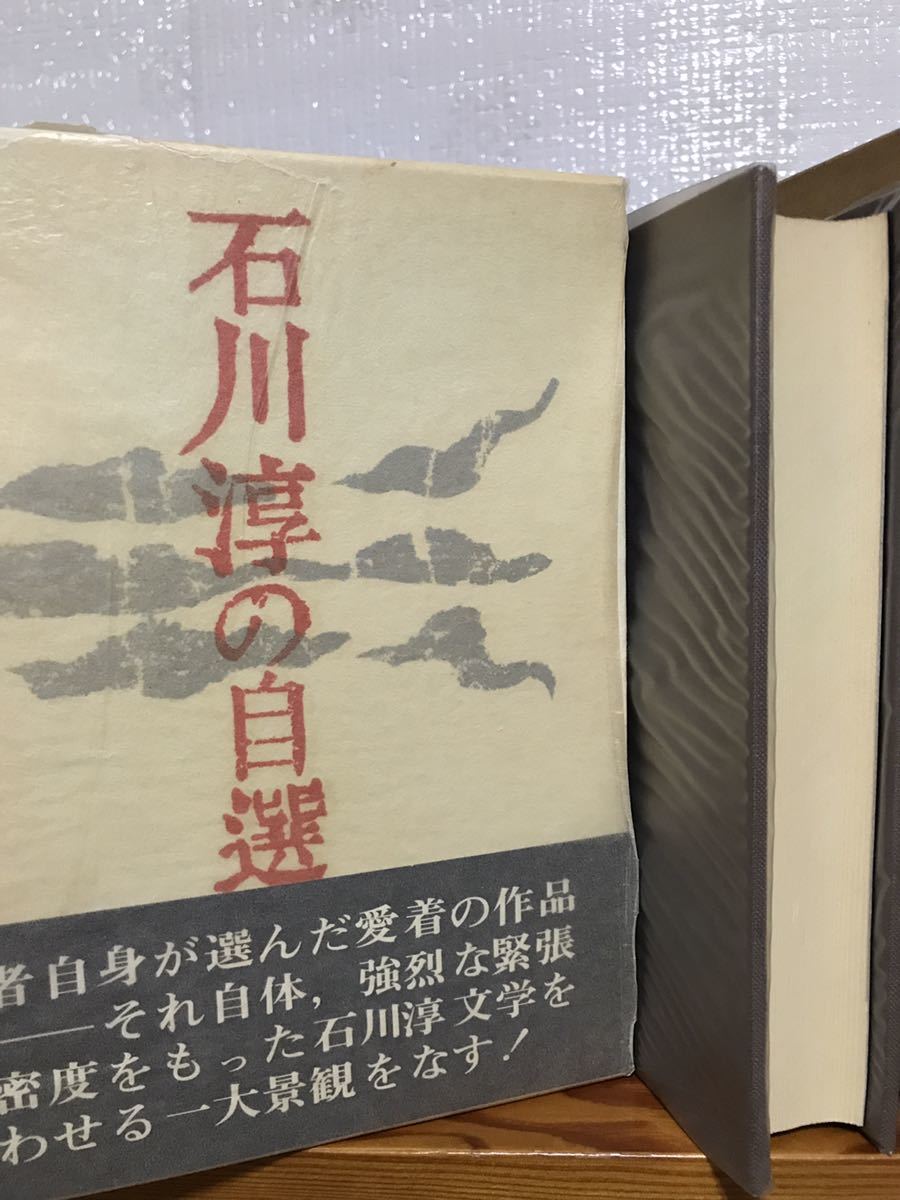 石川淳の自選
者自身が選んだ愛着の作品
――それ自体，強烈な緊張
密度をもった石川淳文学を
わせる一大景観をなす！